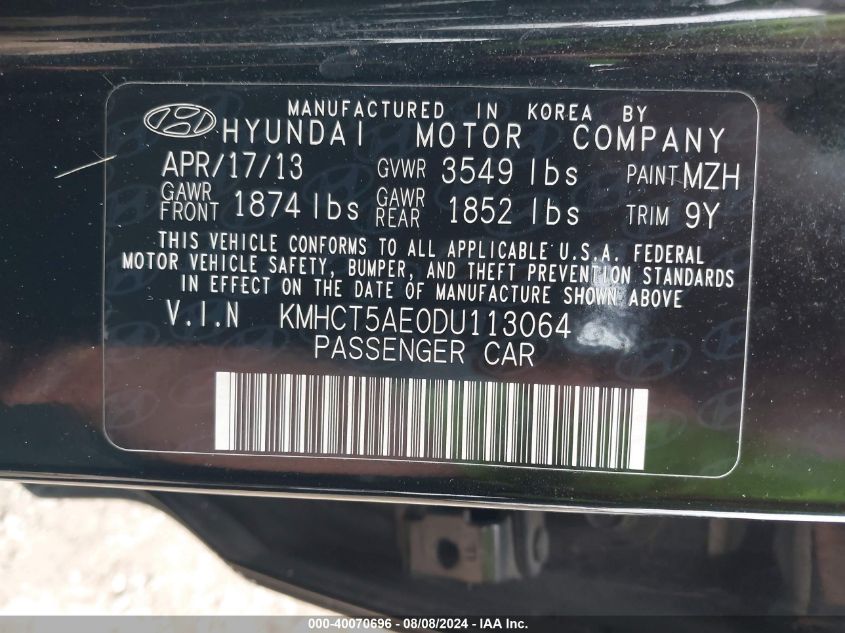 MANUFACTURED IN KOREA BY
HYUNDAI MOTOR COMPANY
APR/17/13 GVWR 3549 lbs PAINT MZH
GAWR FRONT 1874 lbs GAWR REAR 1852 lbs TRIM 9Y
THIS VEHICLE CONFORMS TO ALL APPLICABLE U.S.A. FEDERAL
MOTOR VEHICLE SAFETY, BUMPER, AND THEFT PREVENTION STANDARDS
IN EFFECT ON THE DATE OF MANUFACTURE SHOWN ABOVE
V.I.N KMHCT5AE0DU113064
PASSENGER CAR
000-40070696 - 08/08/2024 - IAA Inc.